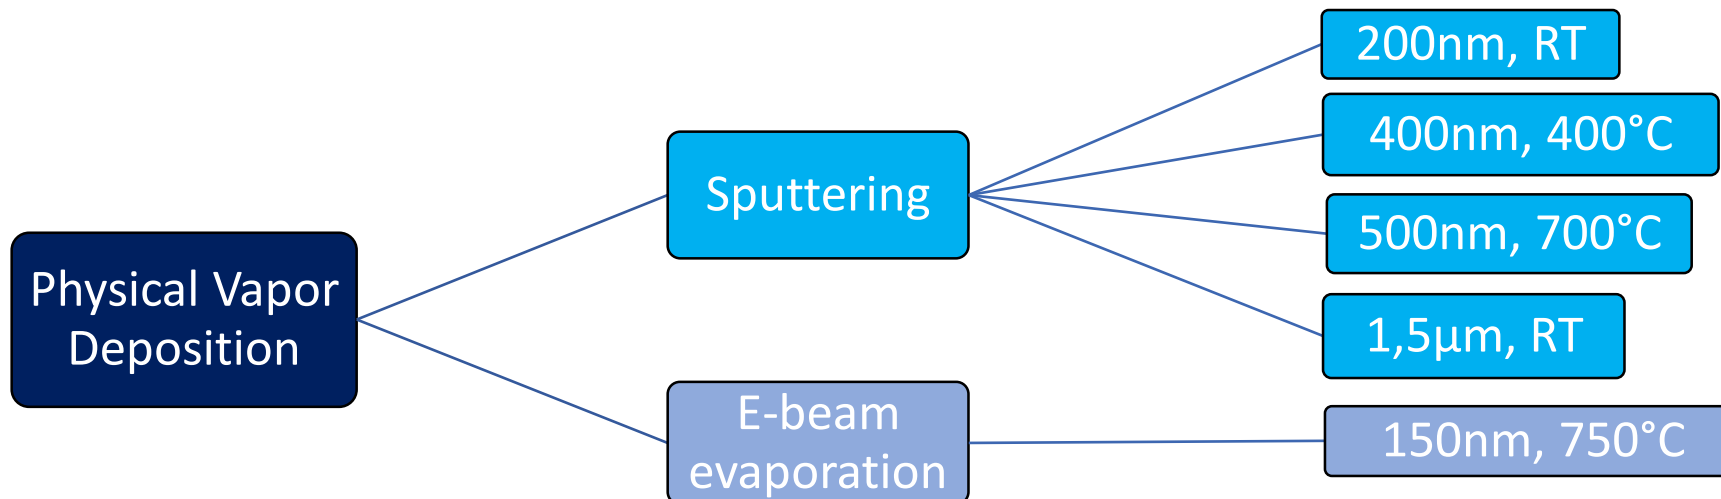 Physical Vapor
Deposition
Sputtering
E-beam
evaporation
200nm, RT
400nm, 400°C
500nm, 700°C
1,5µm, RT
150nm, 750°C